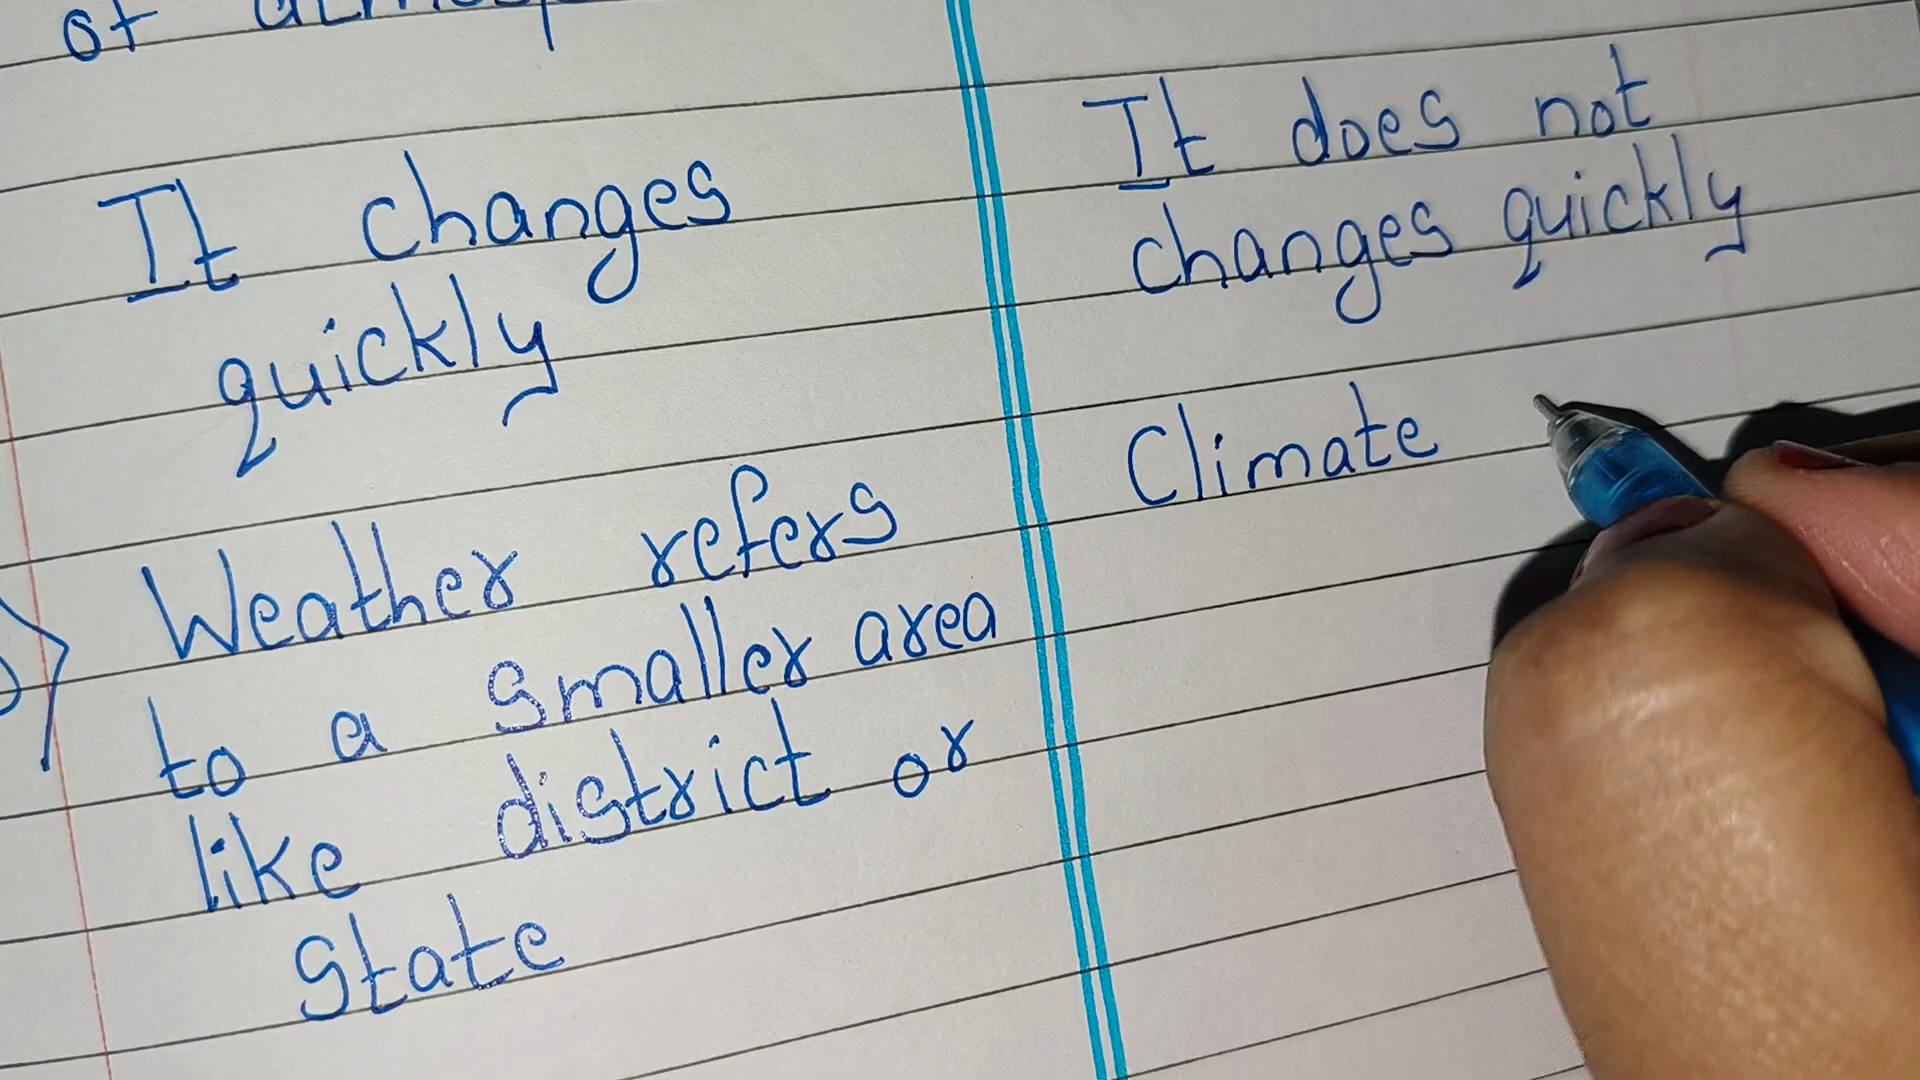 of
It changes
quickly
Weather refers
to a smaller area
like district or
state
It does not
changes quickly
Climate